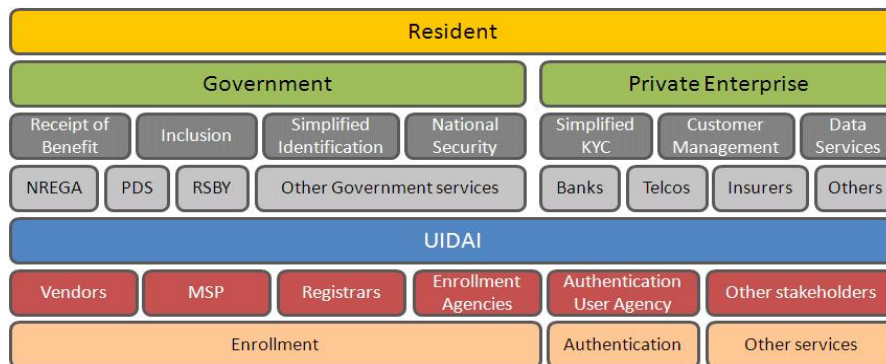 Resident
Government
Private Enterprise
Receipt of
Benefit
Inclusion
Simplified
Identification
National
Security
Simplified
KYC
Customer
Management
Data
Services
NREGA
PDS
RSBY
Other Government services
Banks
Telcos
Insurers
Others
UIDAI
Vendors
MSP
Registrars
Enrollment
Agencies
Authentication
User Agency
Other stakeholders
Enrollment
Authentication
Other services